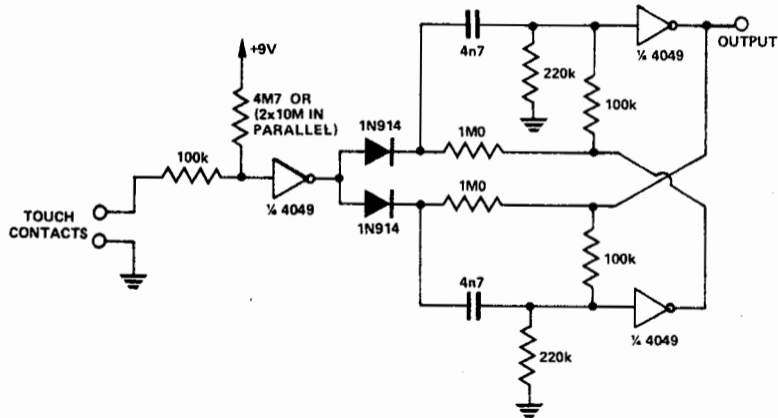 +9V
4M7 OR
(2x10M IN
PARALLEL)
100k
¼ 4049
TOUCH
CONTACTS
1N914
1N914
4n7
220k
¼ 4049
OUTPUT
100k
1M0
1M0
100k
4n7
¼ 4049
220k